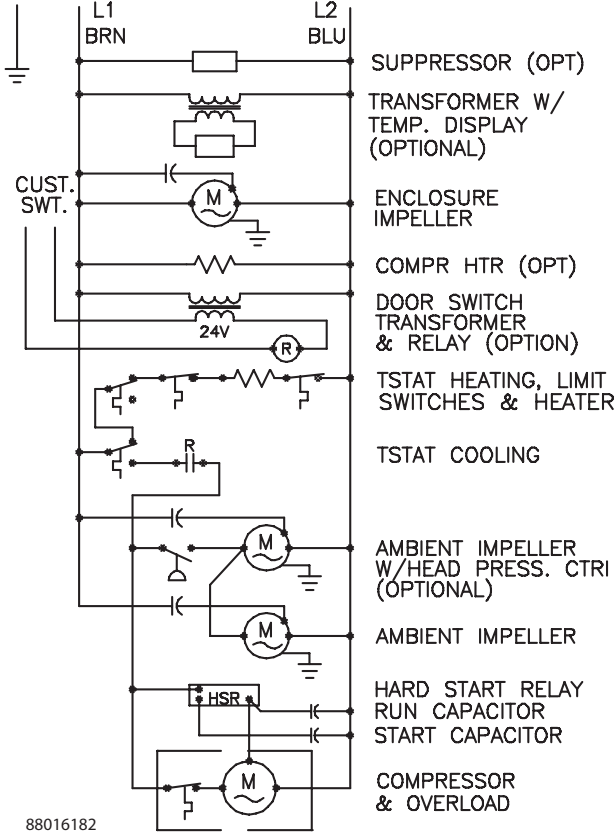 L1
BRN
L2
BLU
SUPPRESSOR (OPT)
TRANSFORMER W/
TEMP. DISPLAY
(OPTIONAL)
CUST.
SWT.
M
ENCLOSURE
IMPELLER
COMPR HTR (OPT)
24V
R
DOOR SWITCH
TRANSFORMER
& RELAY (OPTION)
TSTAT HEATING, LIMIT
SWITCHES & HEATER
R
TSTAT COOLING
M
AMBIENT IMPELLER
W/HEAD PRESS. CTRl
(OPTIONAL)
M
AMBIENT IMPELLER
HSR
HARD START RELAY
RUN CAPACITOR
START CAPACITOR
M
COMPRESSOR
& OVERLOAD
88016182